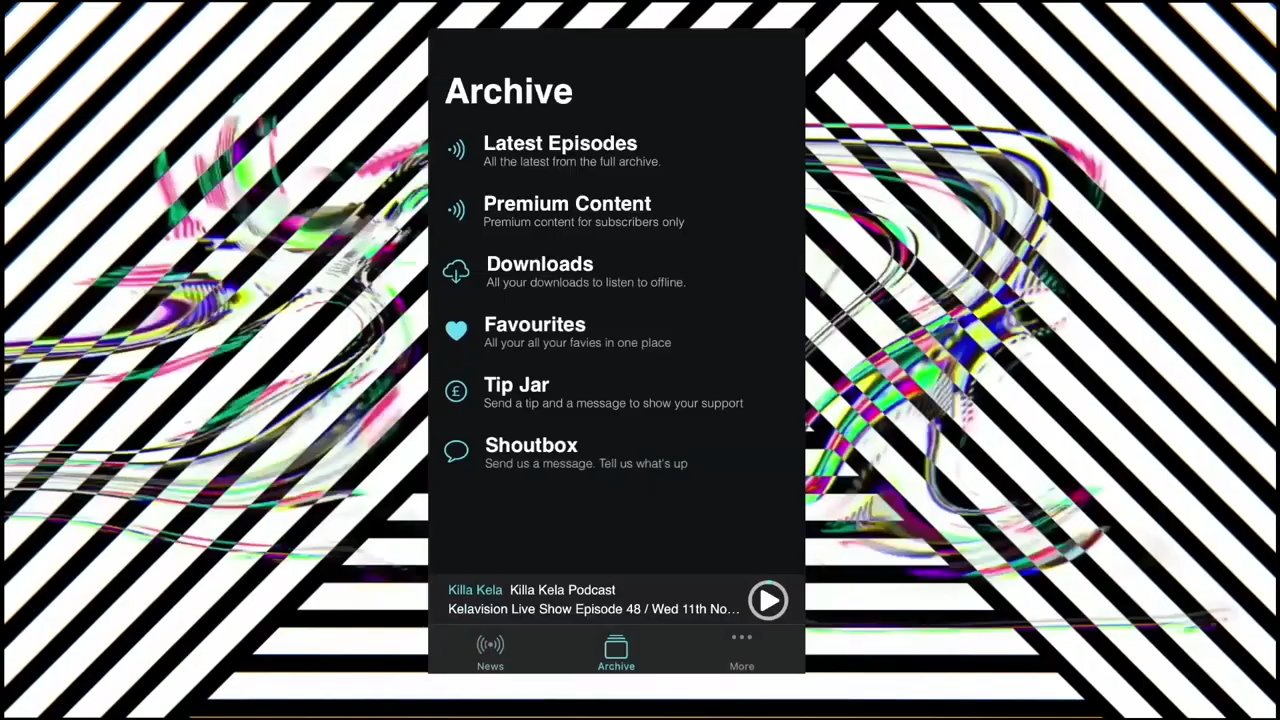 Archive
Latest Episodes
All the latest from the full archive.
Premium Content
Premium content for subscribers only
Downloads
All your downloads to listen to offline.
Favourites
All your all your favies in one place
£
Tip Jar
Send a tip and a message to show your support
Shoutbox
Send us a message. Tell us what's up
Killa Kela Killa Kela Podcast
Kelavision Live Show Episode 48 / Wed 11th No...
News
Archive
More